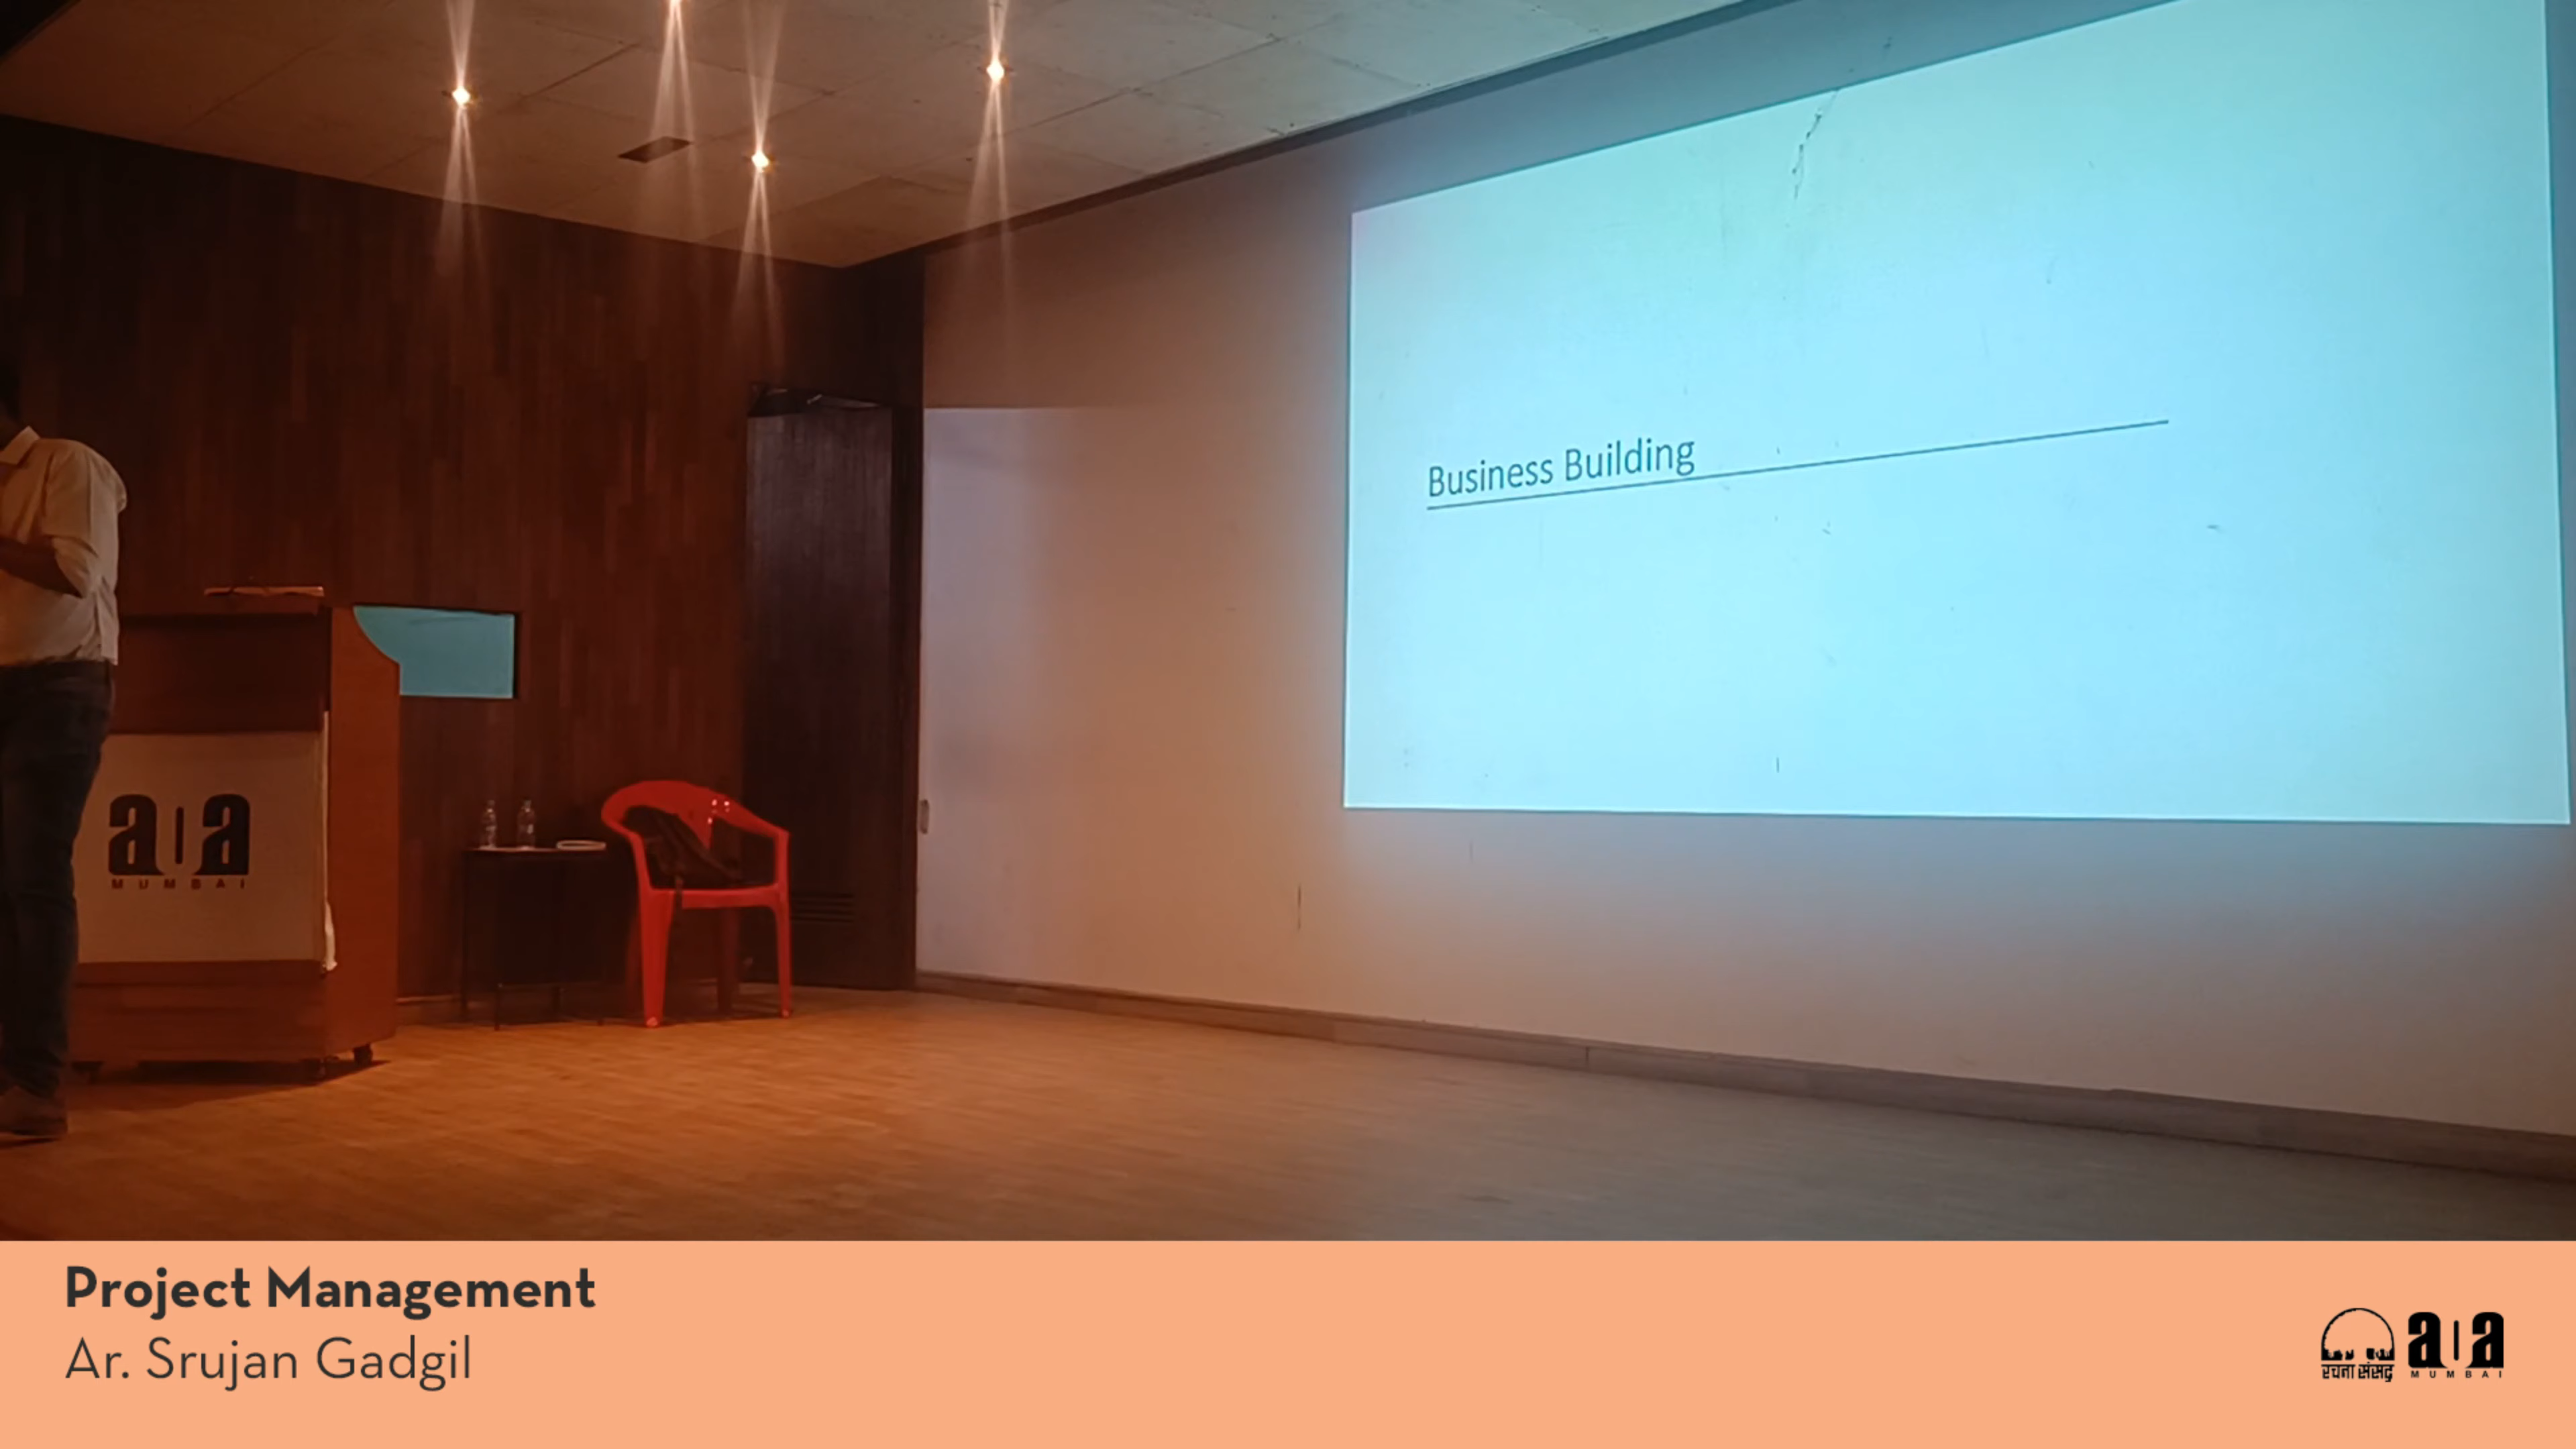 Business Building
a|a
MUMBAI
Project Management
Ar. Srujan Gadgil
रचना संसद
a|a
MUMBAI